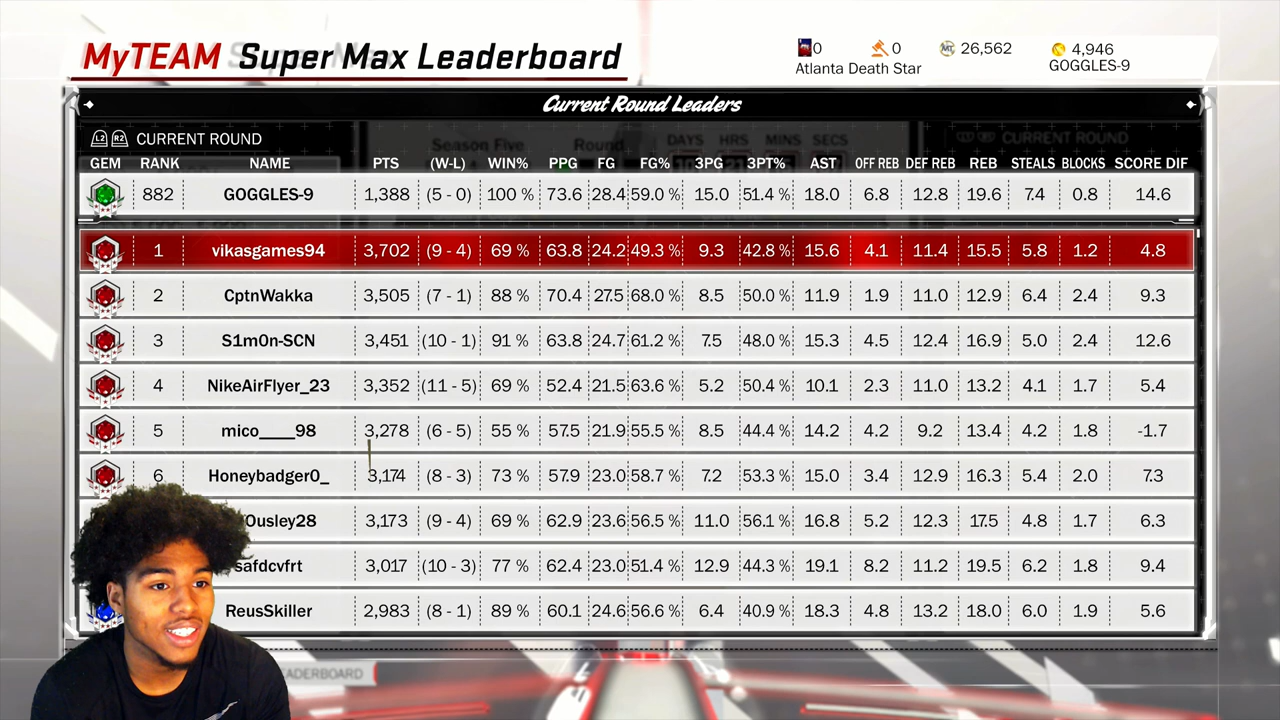 MyTEAM Super Max Leaderboard
0 0 MT 26,562 4,946
Atlanta Death Star GOGGLES-9
Current Round Leaders
L2 R2 CURRENT ROUND
Season Five Round DAYS HRS MINS SECS CURRENT ROUND
GEM RANK NAME PTS (W-L) WIN% PPG FG FG% 3PG 3PT% AST OFF REB DEF REB REB STEALS BLOCKS SCORE DIF
882 GOGGLES-9 1,388 (5 - 0) 100 % 73.6 28.4 59.0 % 15.0 51.4 % 18.0 6.8 12.8 19.6 7.4 0.8 14.6
1 vikasgames94 3,702 (9 - 4) 69 % 63.8 24.2 49.3 % 9.3 42.8 % 15.6 4.1 11.4 15.5 5.8 1.2 4.8
2 CptnWakka 3,505 (7 - 1) 88 % 70.4 27.5 68.0 % 8.5 50.0 % 11.9 1.9 11.0 12.9 6.4 2.4 9.3
3 S1m0n-SCN 3,451 (10 - 1) 91 % 63.8 24.7 61.2 % 7.5 48.0 % 15.3 4.5 12.4 16.9 5.0 2.4 12.6
4 NikeAirFlyer_23 3,352 (11 - 5) 69 % 52.4 21.5 63.6 % 5.2 50.4 % 10.1 2.3 11.0 13.2 4.1 1.7 5.4
5 mico____98 3,278 (6 - 5) 55 % 57.5 21.9 55.5 % 8.5 44.4 % 14.2 4.2 9.2 13.4 4.2 1.8 -1.7
6 Honeybadger0_ 3,174 (8 - 3) 73 % 57.9 23.0 58.7 % 7.2 53.3 % 15.0 3.4 12.9 16.3 5.4 2.0 7.3
Ousley28 3,173 (9 - 4) 69 % 62.9 23.6 56.5 % 11.0 56.1 % 16.8 5.2 12.3 17.5 4.8 1.7 6.3
safdcvfrt 3,017 (10 - 3) 77 % 62.4 23.0 51.4 % 12.9 44.3 % 19.1 8.2 11.2 19.5 6.2 1.8 9.4
ReusSkiller 2,983 (8 - 1) 89 % 60.1 24.6 56.6 % 6.4 40.9 % 18.3 4.8 13.2 18.0 6.0 1.9 5.6
EADERBOARD